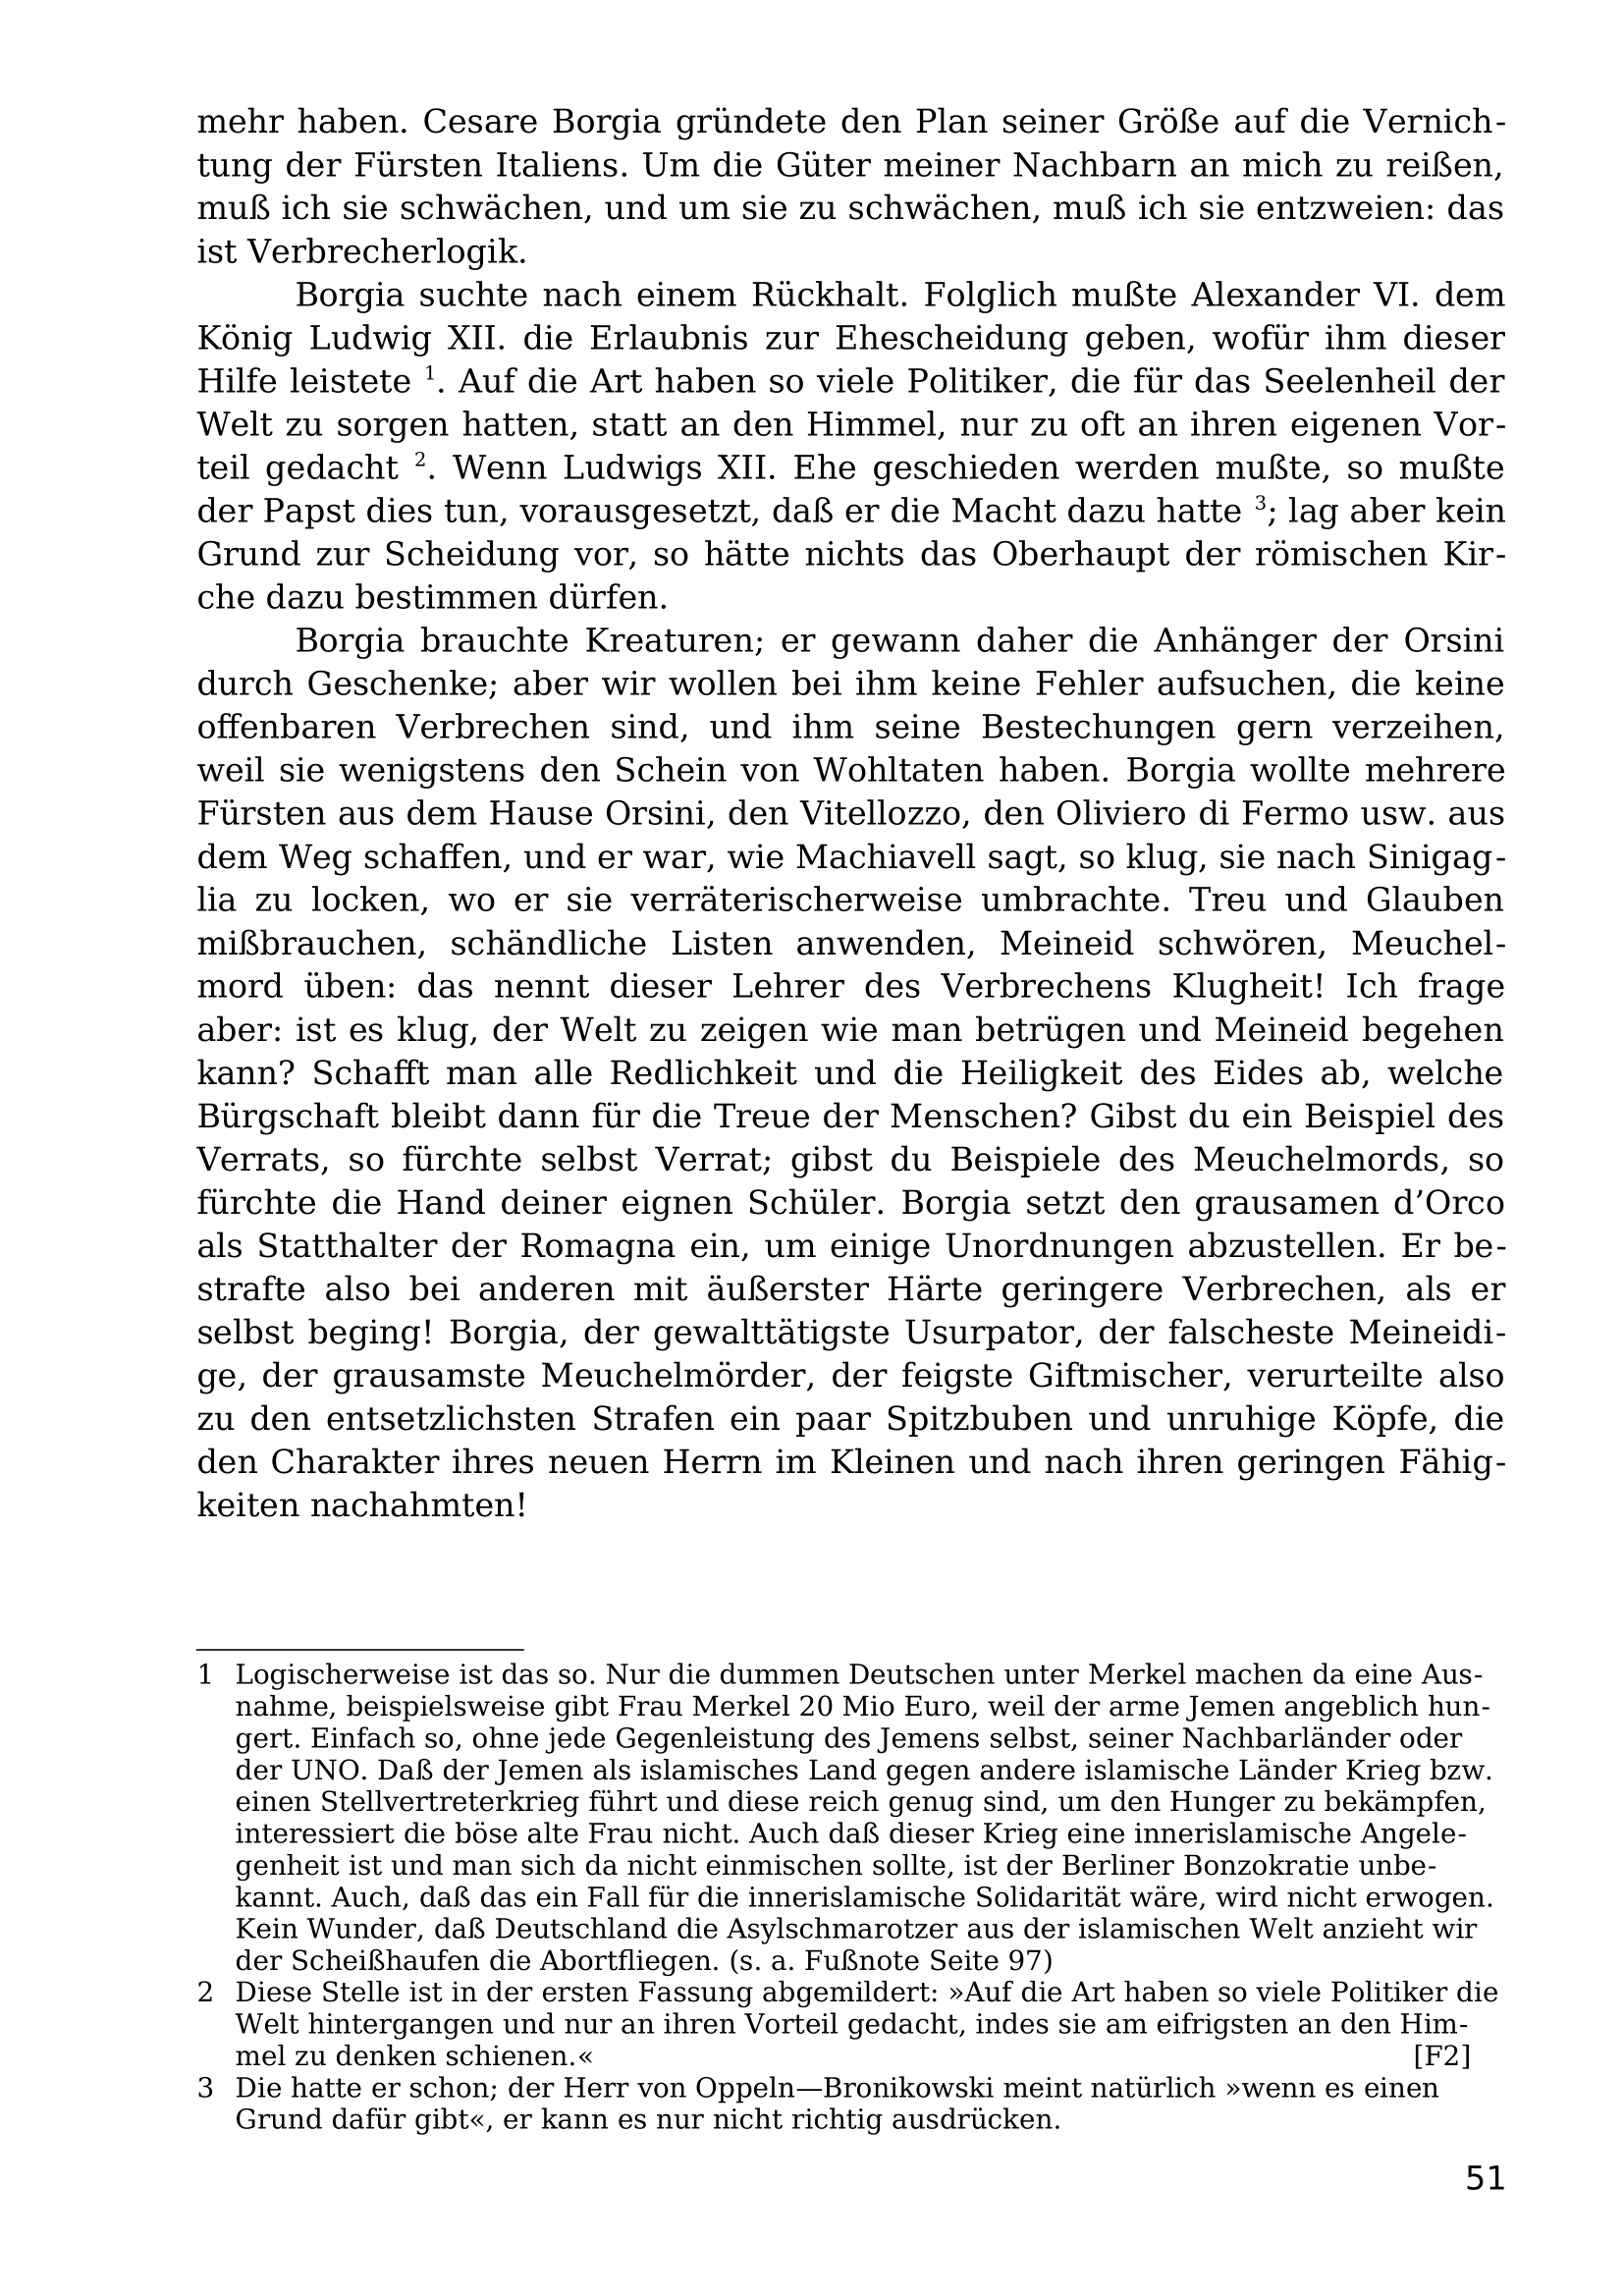 mehr haben. Cesare Borgia gründete den Plan seiner Größe auf die Vernich-
tung der Fürsten Italiens. Um die Güter meiner Nachbarn an mich zu reißen,
muß ich sie schwächen, und um sie zu schwächen, muß ich sie entzweien: das
ist Verbrecherlogik.
Borgia suchte nach einem Rückhalt. Folglich mußte Alexander VI. dem
König Ludwig XII. die Erlaubnis zur Ehescheidung geben, wofür ihm dieser
Hilfe leistete 1. Auf die Art haben so viele Politiker, die für das Seelenheil der
Welt zu sorgen hatten, statt an den Himmel, nur zu oft an ihren eigenen Vor-
teil gedacht 2. Wenn Ludwigs XII. Ehe geschieden werden mußte, so mußte
der Papst dies tun, vorausgesetzt, daß er die Macht dazu hatte 3; lag aber kein
Grund zur Scheidung vor, so hätte nichts das Oberhaupt der römischen Kir-
che dazu bestimmen dürfen.
Borgia brauchte Kreaturen; er gewann daher die Anhänger der Orsini
durch Geschenke; aber wir wollen bei ihm keine Fehler aufsuchen, die keine
offenbaren Verbrechen sind, und ihm seine Bestechungen gern verzeihen,
weil sie wenigstens den Schein von Wohltaten haben. Borgia wollte mehrere
Fürsten aus dem Hause Orsini, den Vitellozzo, den Oliviero di Fermo usw. aus
dem Weg schaffen, und er war, wie Machiavell sagt, so klug, sie nach Sinigag-
lia zu locken, wo er sie verräterischerweise umbrachte. Treu und Glauben
mißbrauchen, schändliche Listen anwenden, Meineid schwören, Meuchel-
mord üben: das nennt dieser Lehrer des Verbrechens Klugheit! Ich frage
aber: ist es klug, der Welt zu zeigen wie man betrügen und Meineid begehen
kann? Schafft man alle Redlichkeit und die Heiligkeit des Eides ab, welche
Bürgschaft bleibt dann für die Treue der Menschen? Gibst du ein Beispiel des
Verrats, so fürchte selbst Verrat; gibst du Beispiele des Meuchelmords, so
fürchte die Hand deiner eignen Schüler. Borgia setzt den grausamen d’Orco
als Statthalter der Romagna ein, um einige Unordnungen abzustellen. Er be-
strafte also bei anderen mit äußerster Härte geringere Verbrechen, als er
selbst beging! Borgia, der gewalttätigste Usurpator, der falscheste Meineidi-
ge, der grausamste Meuchelmörder, der feigste Giftmischer, verurteilte also
zu den entsetzlichsten Strafen ein paar Spitzbuben und unruhige Köpfe, die
den Charakter ihres neuen Herrn im Kleinen und nach ihren geringen Fähig-
keiten nachahmten!
1 Logischerweise ist das so. Nur die dummen Deutschen unter Merkel machen da eine Aus-
nahme, beispielsweise gibt Frau Merkel 20 Mio Euro, weil der arme Jemen angeblich hun-
gert. Einfach so, ohne jede Gegenleistung des Jemens selbst, seiner Nachbarländer oder
der UNO. Daß der Jemen als islamisches Land gegen andere islamische Länder Krieg bzw.
einen Stellvertreterkrieg führt und diese reich genug sind, um den Hunger zu bekämpfen,
interessiert die böse alte Frau nicht. Auch daß dieser Krieg eine innerislamische Angele-
genheit ist und man sich da nicht einmischen sollte, ist der Berliner Bonzokratie unbe-
kannt. Auch, daß das ein Fall für die innerislamische Solidarität wäre, wird nicht erwogen.
Kein Wunder, daß Deutschland die Asylschmarotzer aus der islamischen Welt anzieht wir
der Scheißhaufen die Abortfliegen. (s. a. Fußnote Seite 97)
2 Diese Stelle ist in der ersten Fassung abgemildert: »Auf die Art haben so viele Politiker die
Welt hintergangen und nur an ihren Vorteil gedacht, indes sie am eifrigsten an den Him-
mel zu denken schienen.« [F2]
3 Die hatte er schon; der Herr von Oppeln—Bronikowski meint natürlich »wenn es einen
Grund dafür gibt«, er kann es nur nicht richtig ausdrücken.
51